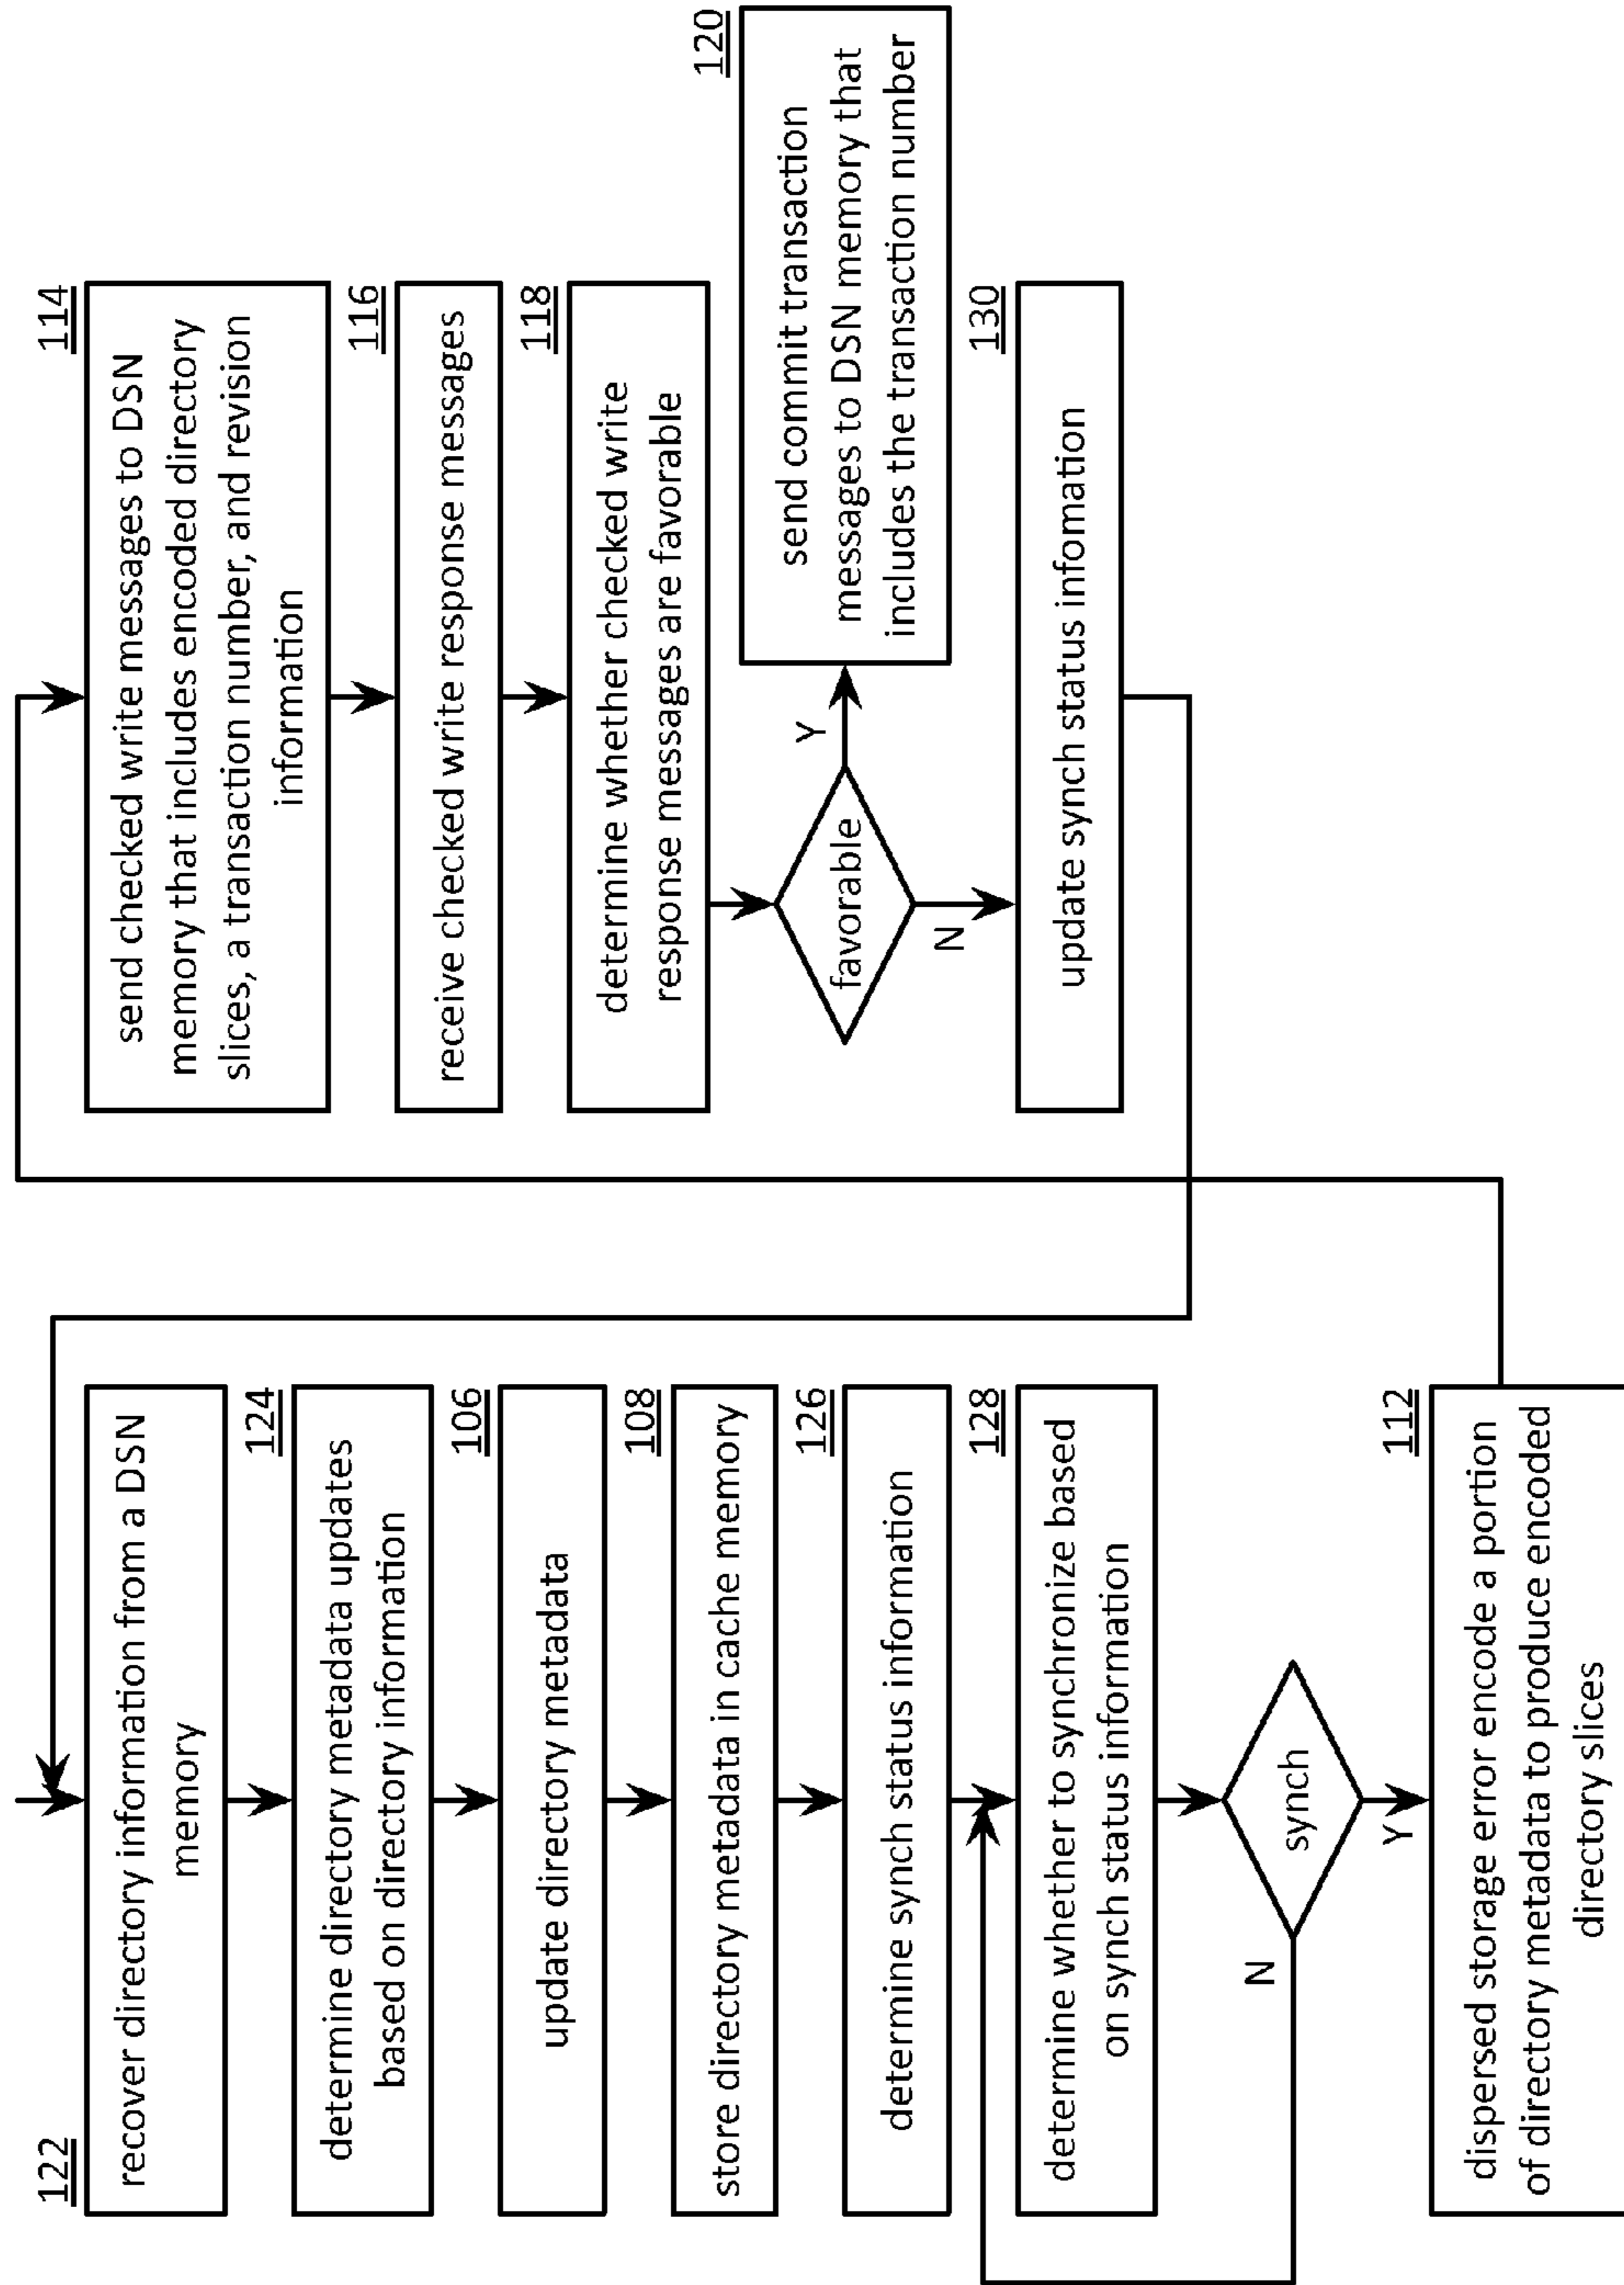 122
recover directory information from a DSN
memory
124
determine directory metadata updates
based on directory information
106
update directory metadata
108
store directory metadata in cache memory
126
determine synch status information
128
determine whether to synchronize based
on synch status information
synch
N
Y
112
dispersed storage error encode a portion
of directory metadata to produce encoded
directory slices
114
send checked write messages to DSN
memory that includes encoded directory
slices, a transaction number, and revision
information
116
receive checked write response messages
118
determine whether checked write
response messages are favorable
favorable
Y
N
120
send commit transaction
messages to DSN memory that
includes the transaction number
130
update synch status infomation